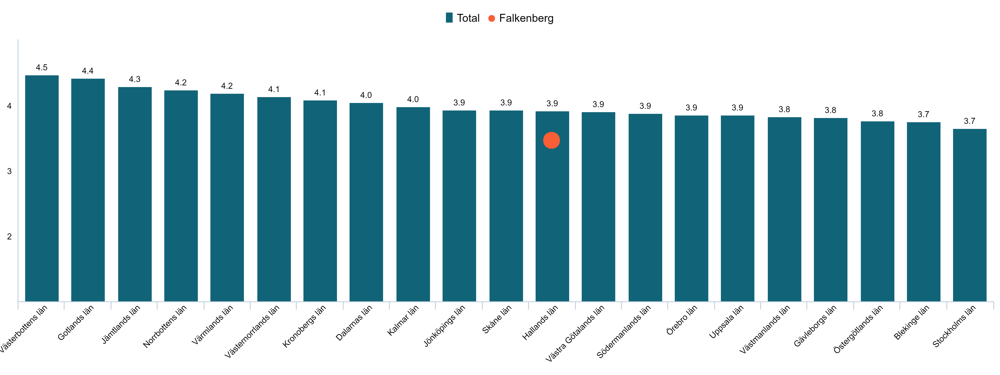 Total Falkenberg
4.5 4.4 4.3 4.2 4.2 4.1 4.1 4.0 4.0 3.9 3.9 3.9 3.9 3.9 3.9 3.9 3.8 3.8 3.8 3.7 3.7
4
3
2
Västerbottens län
Gotlands län
Jämtlands län
Norrbottens län
Värmlands län
Västernorrlands län
Kronobergs län
Dalarnas län
Kalmar län
Jönköpings län
Skåne län
Hallands län
Västra Götalands län
Södermanlands län
Örebro län
Uppsala län
Västmanlands län
Gävleborgs län
Östergötlands län
Blekinge län
Stockholms län